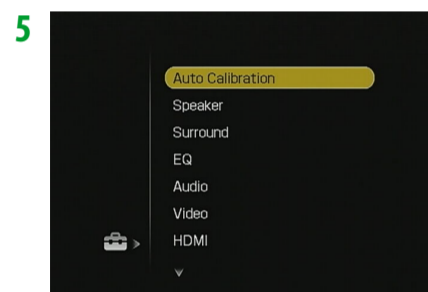 5
Auto Calibration
Speaker
Surround
EQ
Audio
Video
HDMI